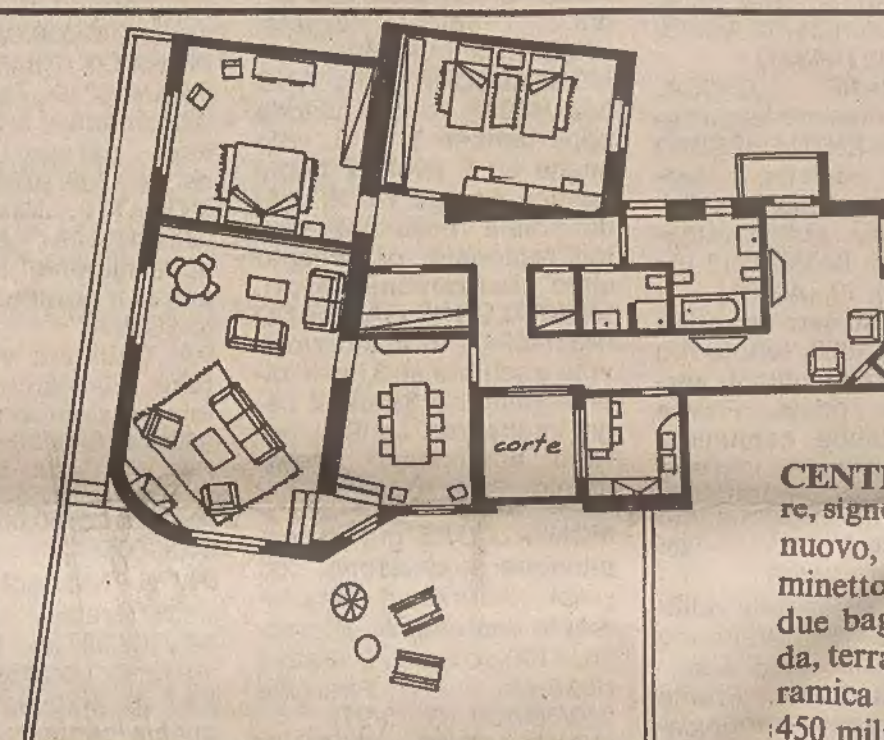 corte
CENT
re, signo
nuovo,
minetto
due bag
da, terra
ramica
450 mil